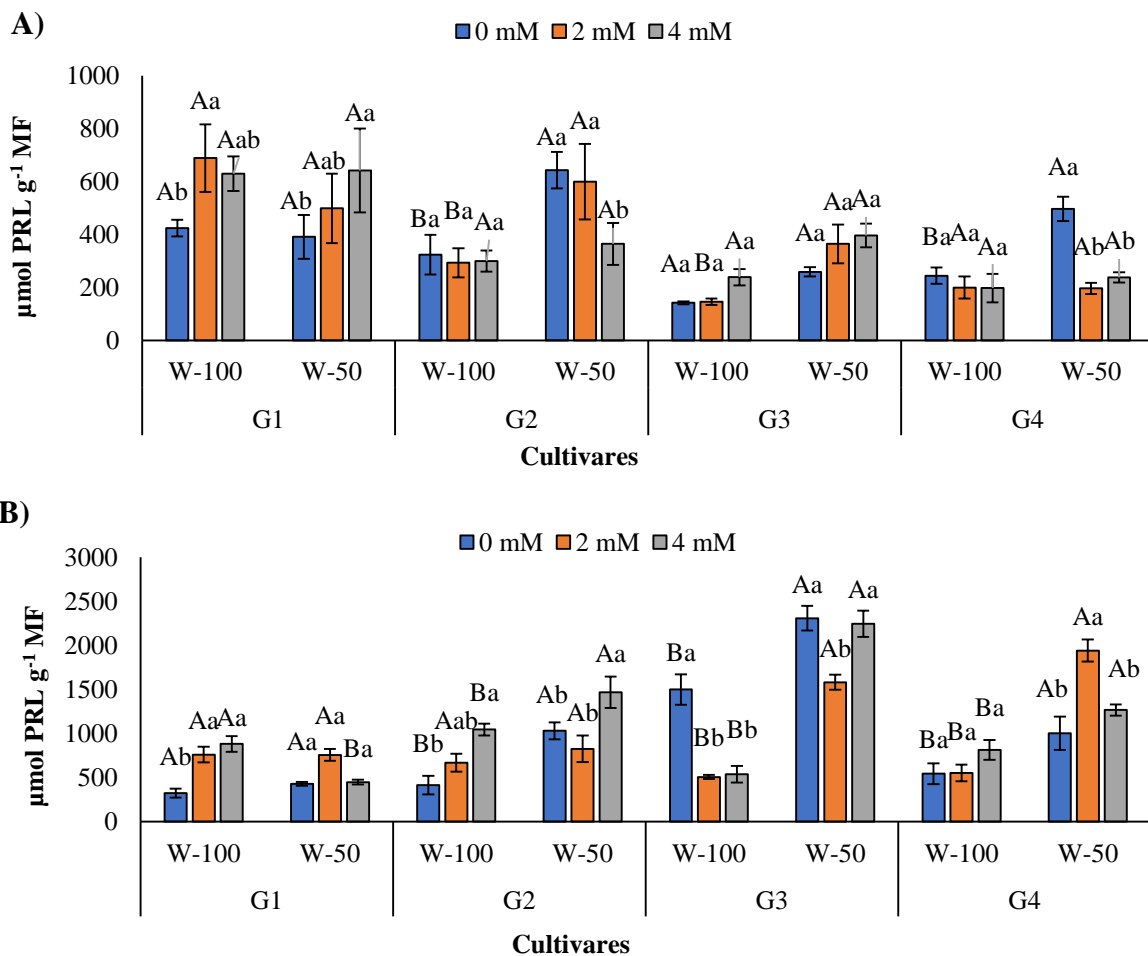 A)
0 mM 2 mM 4 mM
µmol PRL g⁻¹ MF
1000
800
600
400
200
0
Ab Aa Aab Ab Aab Aa Ba Ba Aa Aa Aa Ab Aa Ba Aa Aa Aa Aa Ba Aa Aa Aa Ab Ab
W-100 W-50 W-100 W-50 W-100 W-50 W-100 W-50
G1 G2 G3 G4
Cultivares
B)
0 mM 2 mM 4 mM
µmol PRL g⁻¹ MF
3000
2500
2000
1500
1000
500
0
Ab Aa Aa Aa Aa Ba Bb Aab Ba Ab Ab Aa Ba Bb Bb Aa Ab Aa Ba Ba Ba Ab Aa Ab
W-100 W-50 W-100 W-50 W-100 W-50 W-100 W-50
G1 G2 G3 G4
Cultivares